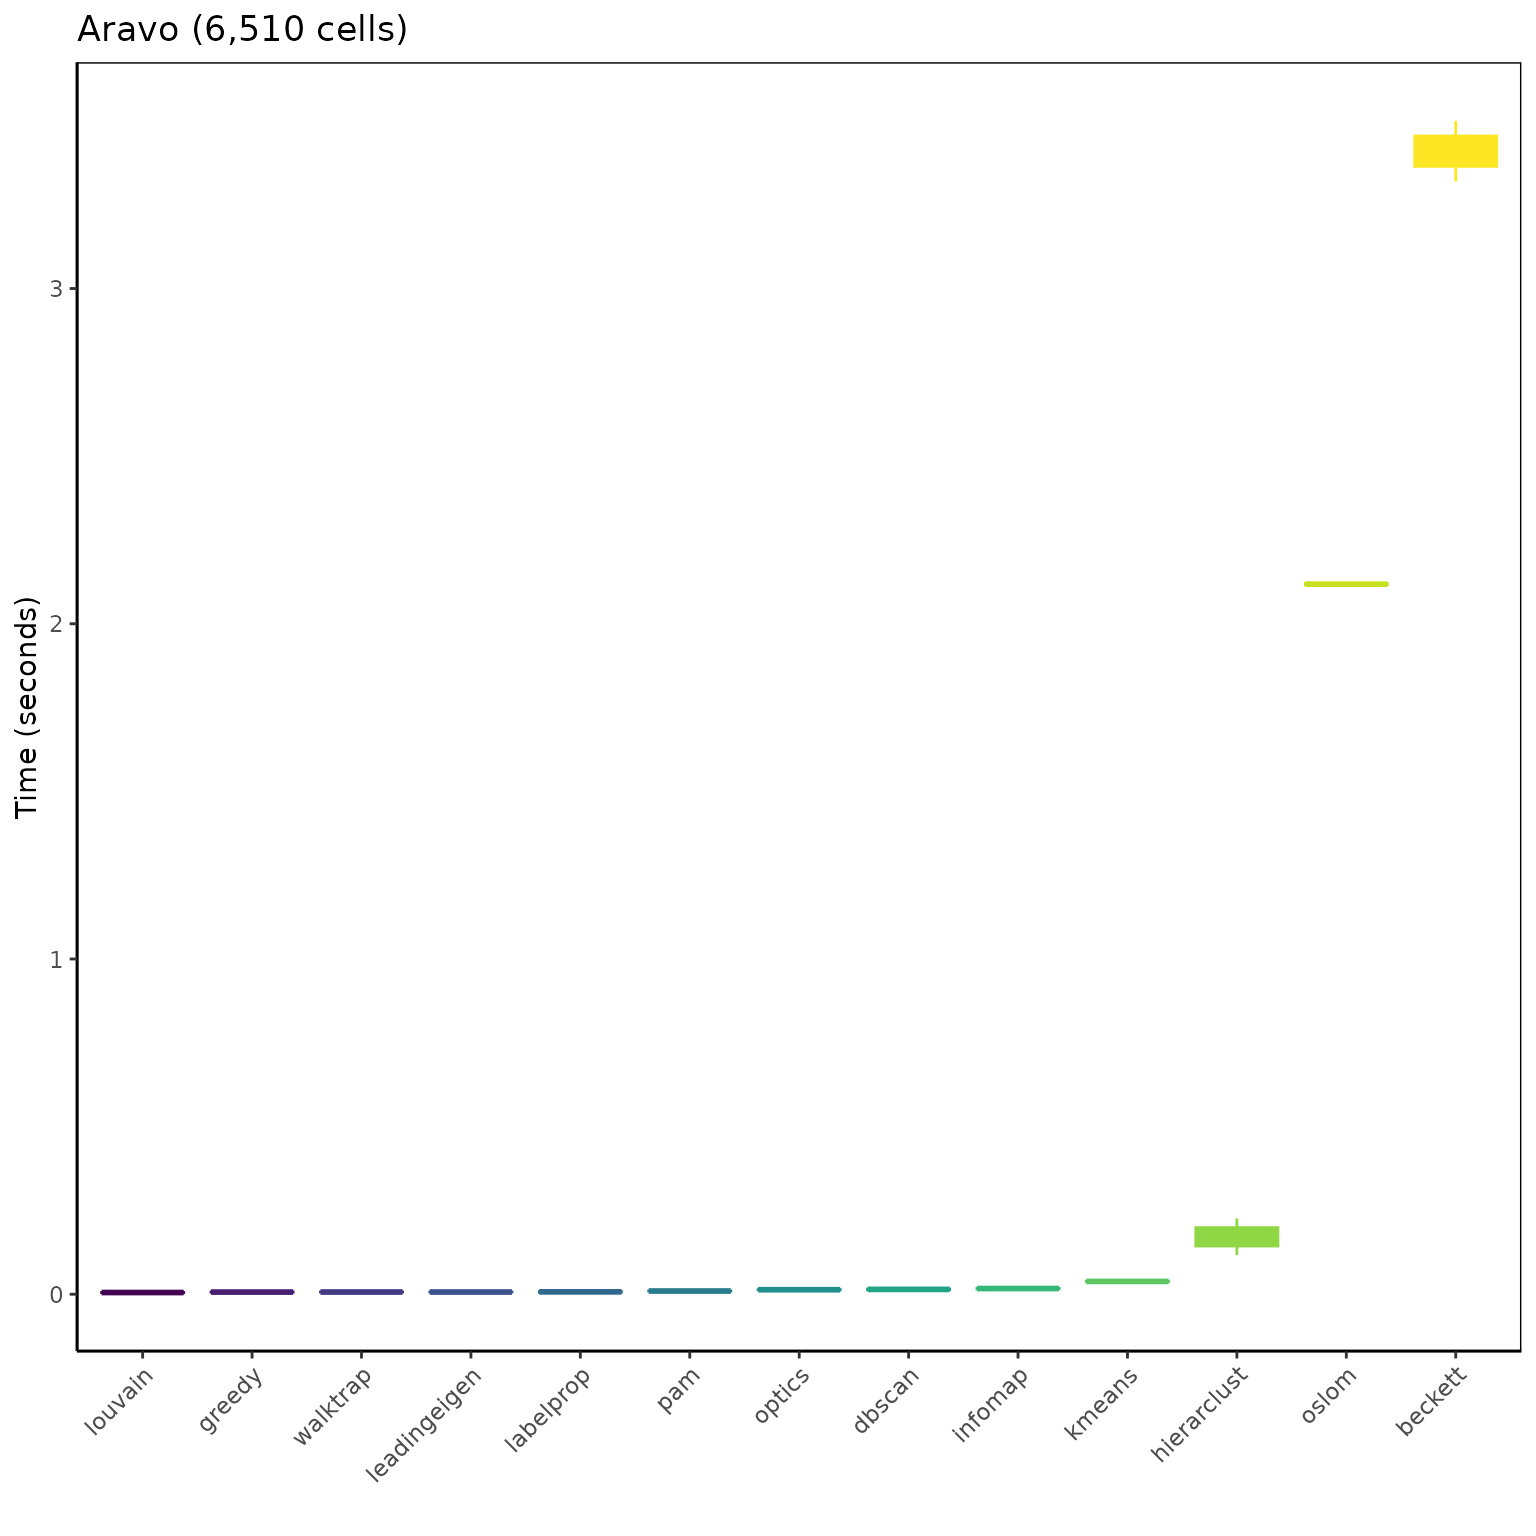 Aravo (6,510 cells)
Time (seconds)
3
2
1
0
louvain
greedy
walktrap
leadingeigen
labelprop
pam
optics
dbscan
infomap
kmeans
hierarclust
oslom
beckett